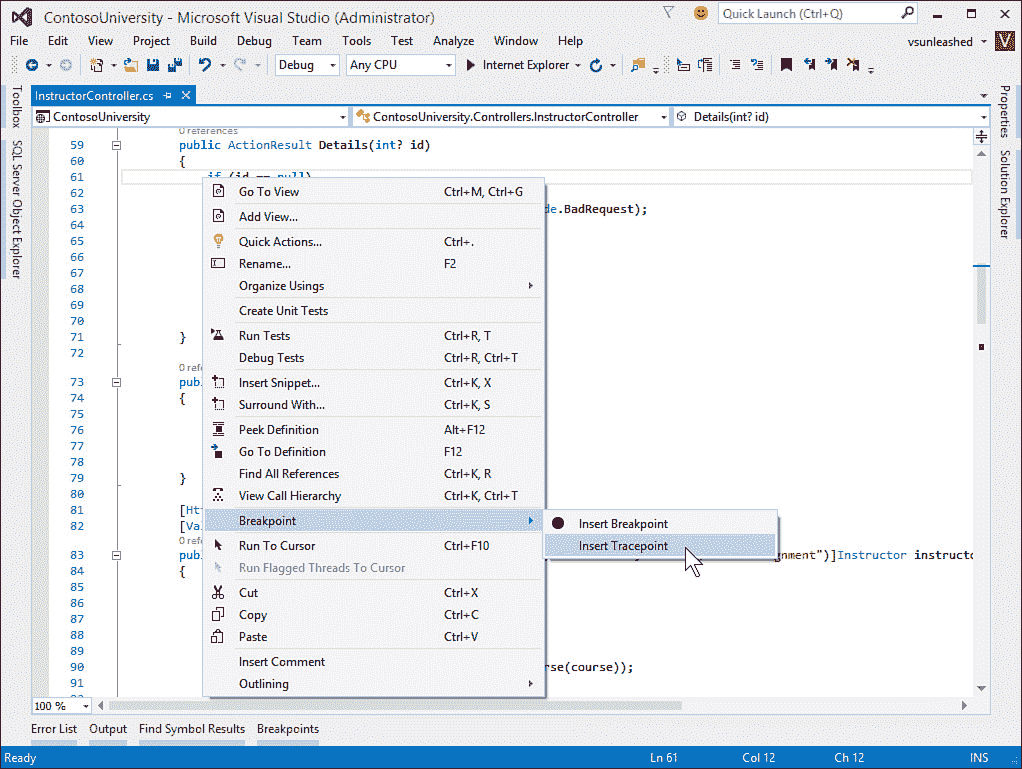 ContosoUniversity - Microsoft Visual Studio (Administrator)
Quick Launch (Ctrl+Q)
File Edit View Project Build Debug Team Tools Test Analyze Window Help
vsunleashed
Debug Any CPU Internet Explorer
Toolbox
SQL Server Object Explorer
InstructorController.cs
ContosoUniversity ContosoUniversity.Controllers.InstructorController Details(int? id)
Properties
Solution Explorer
0 references
59 public ActionResult Details(int? id)
60 {
61 if (id == null)
62
63 de.BadRequest);
64
65
66
67
68
69
70
71 }
72
0 refe
73 publ
74 {
75
76
77
78
79 }
80
81 [Htt
82 [Val
0 refe
83 publ gnment")]Instructor instructo
84 {
85
86
87
88
89
90 rse(course));
91
Go To View Ctrl+M, Ctrl+G
Add View...
Quick Actions... Ctrl+.
Rename... F2
Organize Usings
Create Unit Tests
Run Tests Ctrl+R, T
Debug Tests Ctrl+R, Ctrl+T
Insert Snippet... Ctrl+K, X
Surround With... Ctrl+K, S
Peek Definition Alt+F12
Go To Definition F12
Find All References Ctrl+K, R
View Call Hierarchy Ctrl+K, Ctrl+T
Breakpoint
Insert Breakpoint
Insert Tracepoint
Run To Cursor Ctrl+F10
Run Flagged Threads To Cursor
Cut Ctrl+X
Copy Ctrl+C
Paste Ctrl+V
Insert Comment
Outlining
100 %
Error List Output Find Symbol Results Breakpoints
Ready Ln 61 Col 12 Ch 12 INS